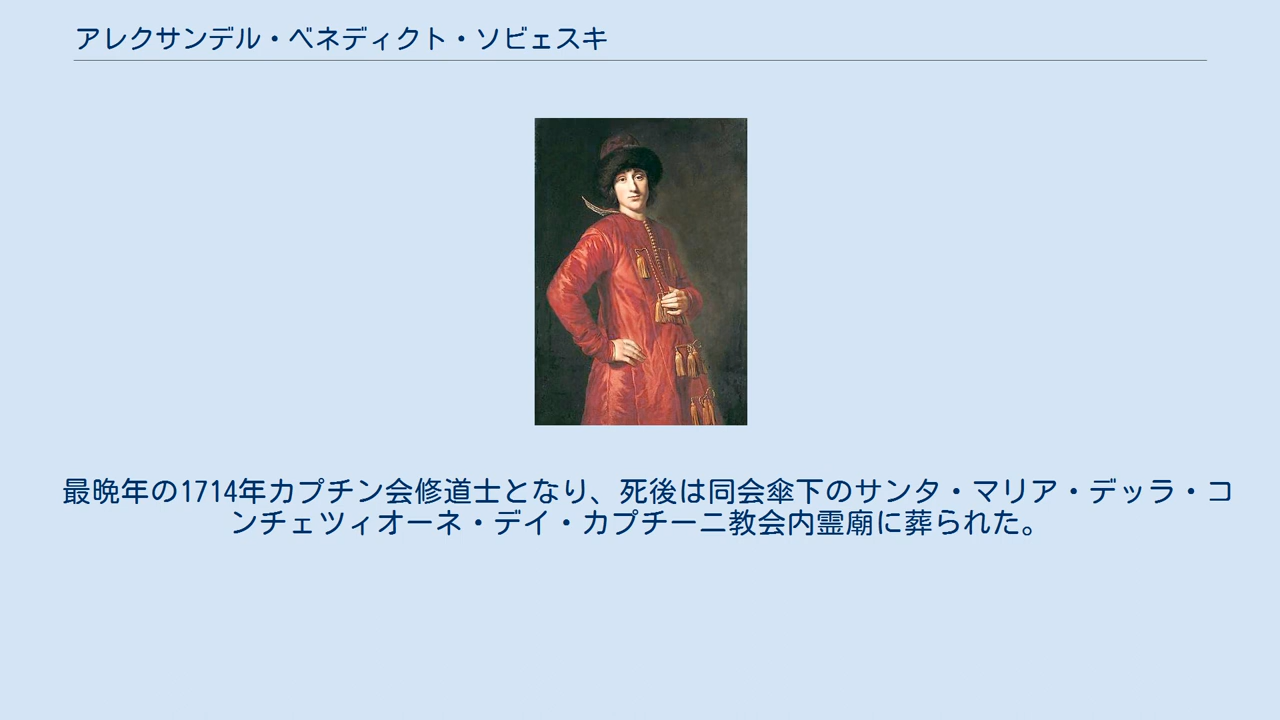 アレクサンデル・ベネディクト・ソビェスキ
最晩年の1714年カプチン会修道士となり、死後は同会傘下のサンタ・マリア・デッラ・コ
ンチェツィオーネ・デイ・カプチーニ教会内霊廟に葬られた。